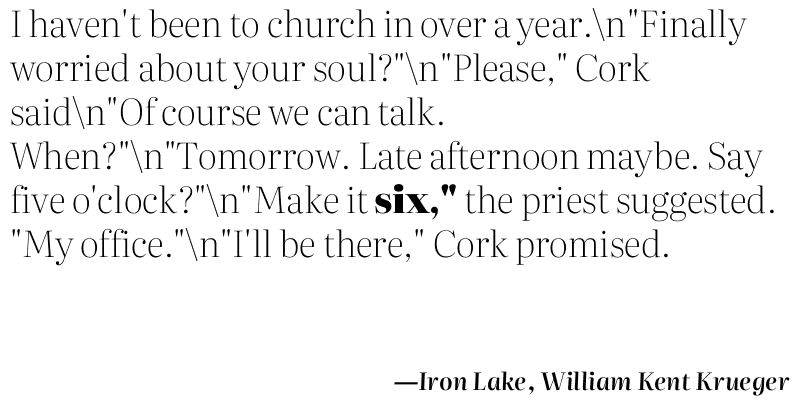 I haven't been to church in over a year.\n"Finally
worried about your soul?"\n"Please," Cork
said\n"Of course we can talk.
When?"\n"Tomorrow. Late afternoon maybe. Say
five o'clock?"\n"Make it six," the priest suggested.
"My office."\n"I'll be there," Cork promised.
—Iron Lake, William Kent Krueger